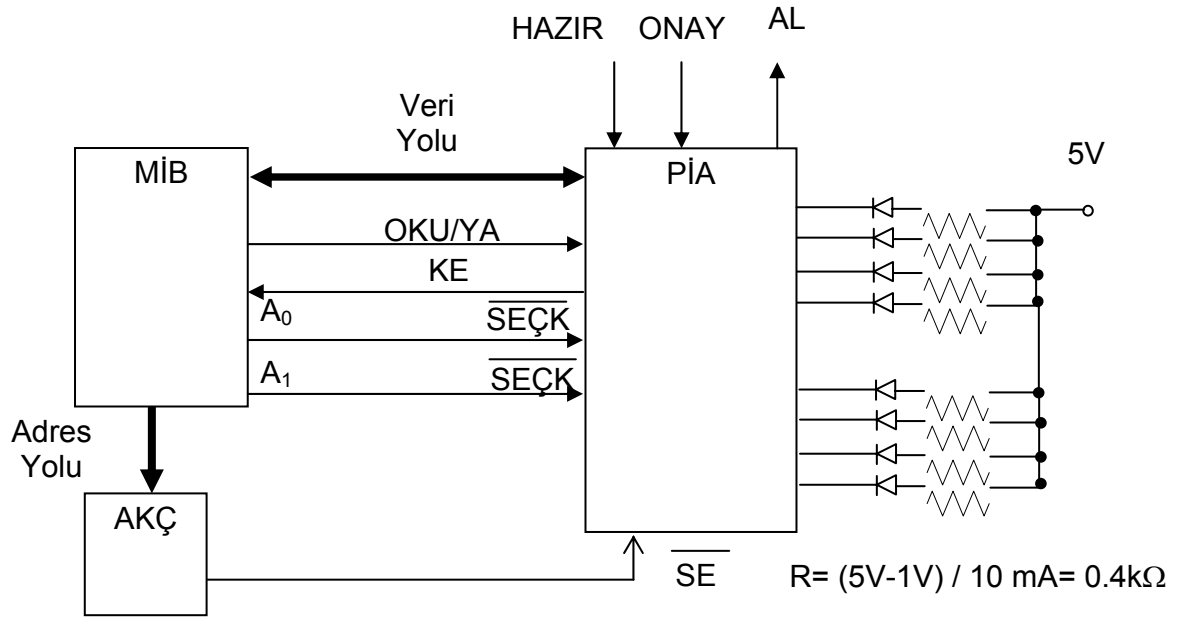 HAZIR ONAY AL
Veri
Yolu
MİB
PİA
5V
OKU/YA
KE
A₀ SEÇK
A₁ SEÇK
Adres
Yolu
AKÇ
SE
R= (5V-1V) / 10 mA= 0.4kΩ